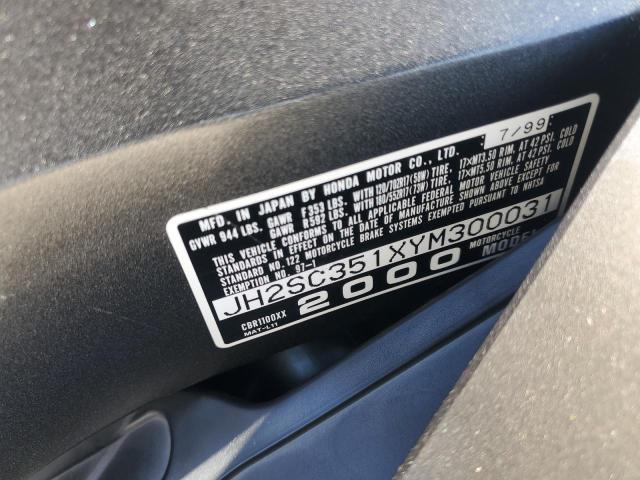 MFD. IN JAPAN BY HONDA MOTOR CO., LTD. 7/99
GVWR 944 LBS. GAWR F 353 LBS. WITH 120/70ZR17(58W) TIRE, 17×MT3.50 RIM, AT 42 PSI. COLD
GAWR R 592 LBS. WITH 180/55ZR17(73W) TIRE, 17×MT5.50 RIM, AT 42 PSI. COLD
THIS VEHICLE CONFORMS TO ALL APPLICABLE FEDERAL MOTOR VEHICLE SAFETY
STANDARDS IN EFFECT ON THE DATE OF MANUFACTURE SHOWN ABOVE EXCEPT
STANDARD NO. 122 MOTORCYCLE BRAKE SYSTEMS EXEMPTED PURSUANT TO NHTSA
EXEMPTION NO. 97-1
JH2SC351XYM300031
CBR1100XX 2000 MOTORCYCLE
MAT-L11 MODEL